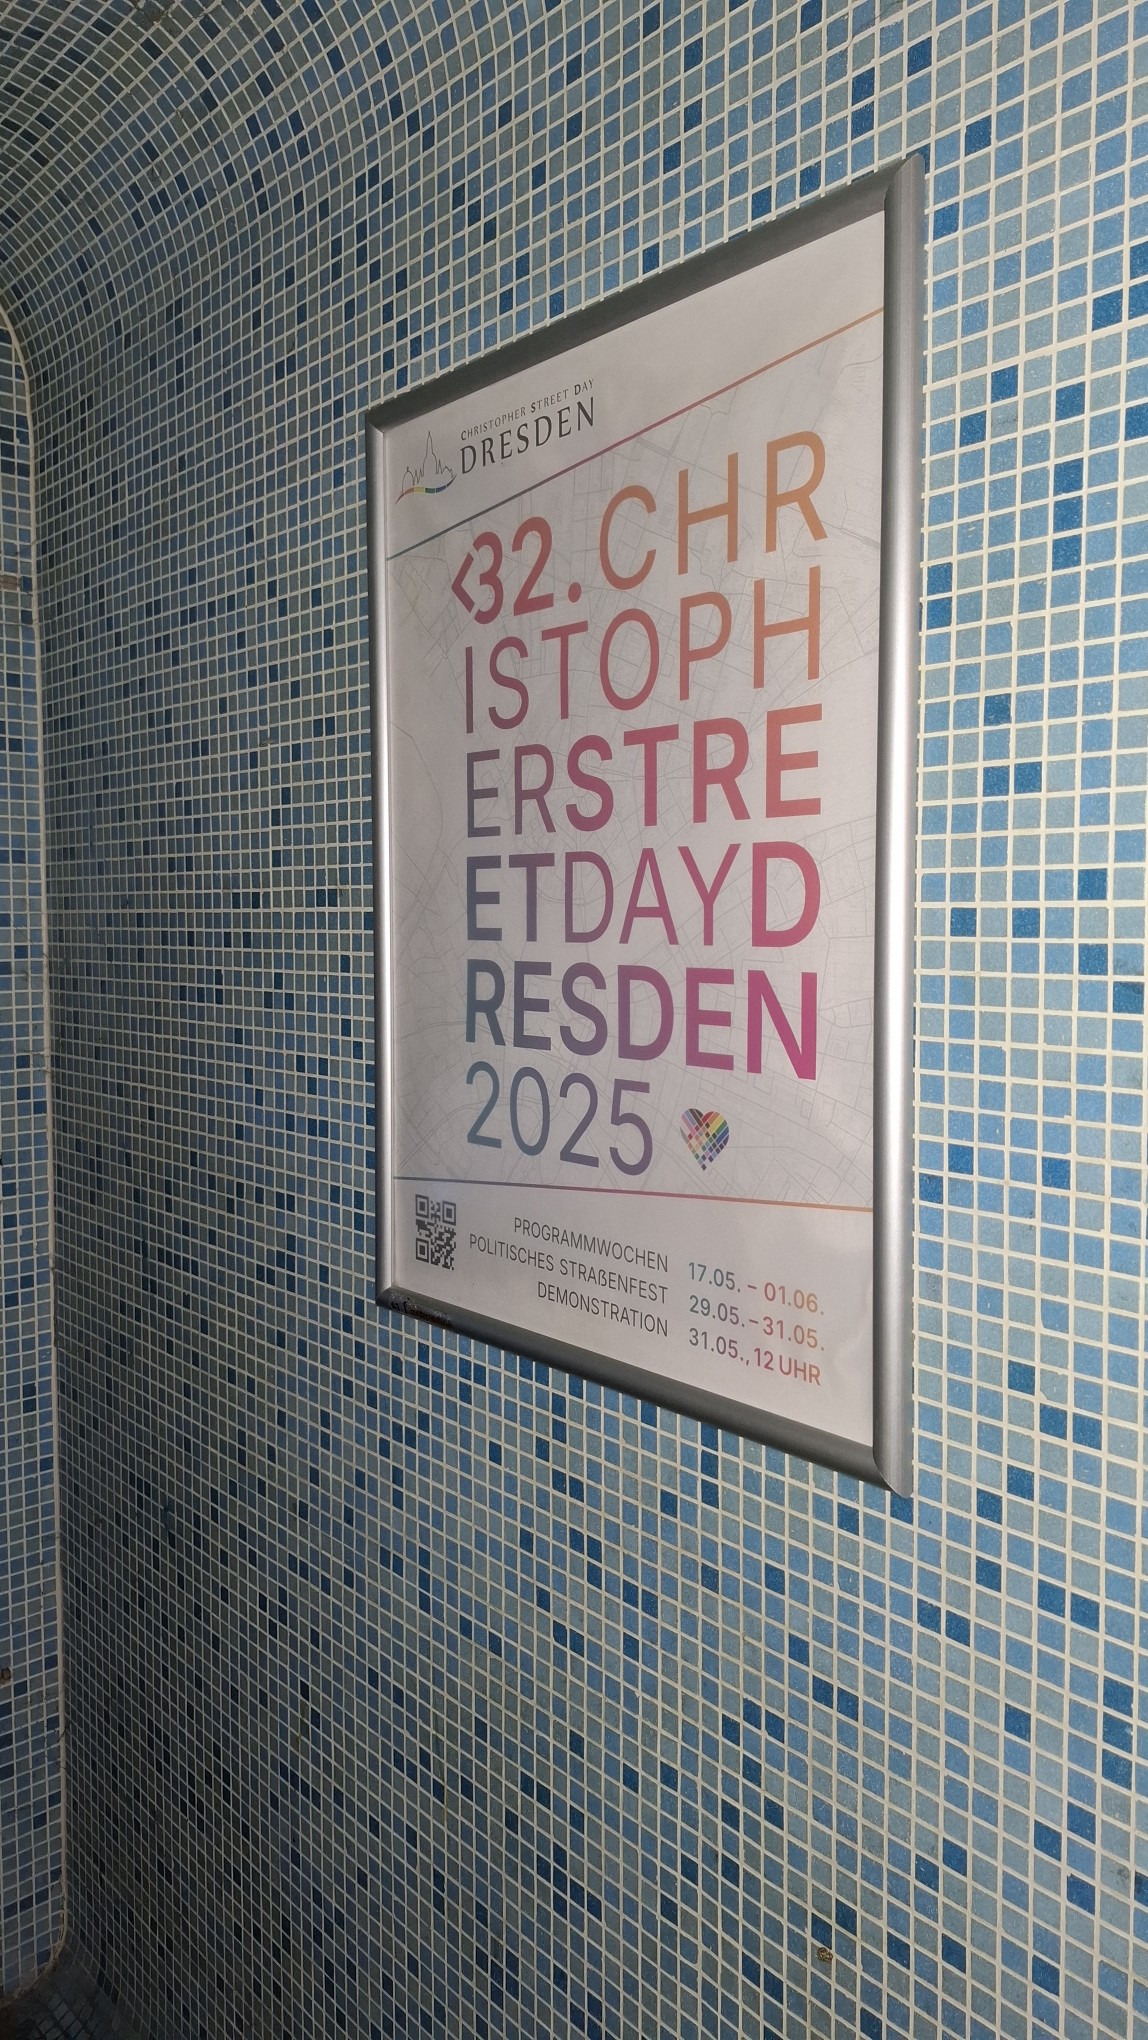 CHRISTOPHER STREET DAY
DRESDEN
<32. CHR
ISTOPH
ERSTRE
ETDAYD
RESDEN
2025
PROGRAMMWOCHEN 17.05. – 01.06.
POLITISCHES STRAßENFEST 29.05. – 31.05.
DEMONSTRATION 31.05., 12 UHR